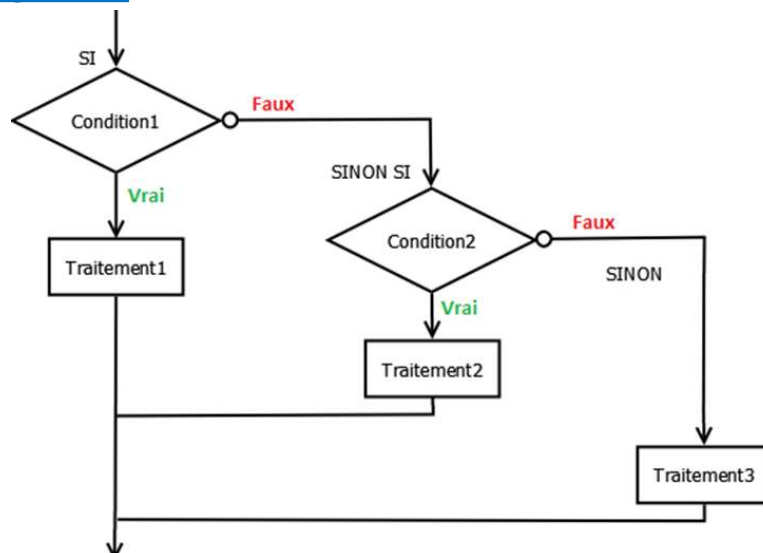 SI
Condition1
Faux
Vrai
SINON SI
Traitement1
Condition2
Faux
SINON
Vrai
Traitement2
Traitement3